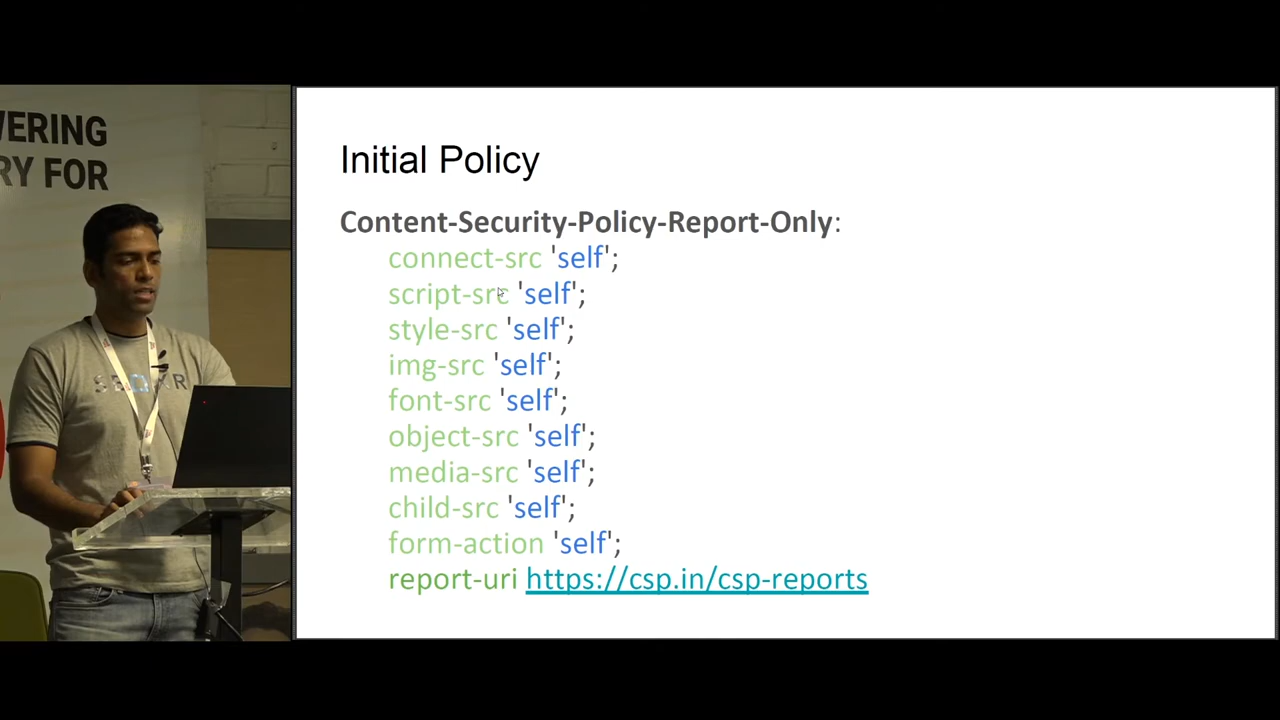 WERING
RY FOR
Initial Policy
Content-Security-Policy-Report-Only:
connect-src 'self';
script-src 'self';
style-src 'self';
img-src 'self';
font-src 'self';
object-src 'self';
media-src 'self';
child-src 'self';
form-action 'self';
report-uri https://csp.in/csp-reports